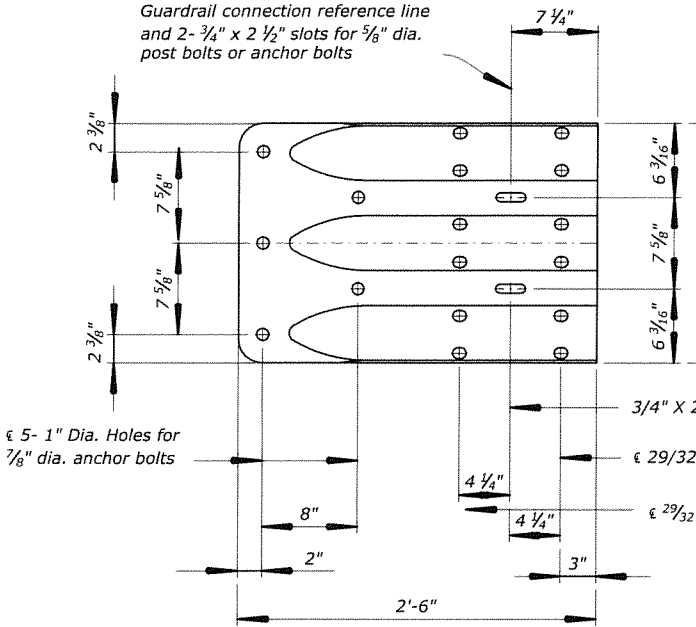 Guardrail connection reference line
and 2- 3/4" x 2 1/2" slots for 5/8" dia.
post bolts or anchor bolts
7 1/4"
2 3/8"
7 5/8"
7 5/8"
2 3/8"
6 3/16"
7 5/8"
6 3/16"
3/4" X 2
℄ 5- 1" Dia. Holes for
7/8" dia. anchor bolts
℄ 29/32
4 1/4"
℄ 29/32
8"
4 1/4"
2"
3"
2'-6"